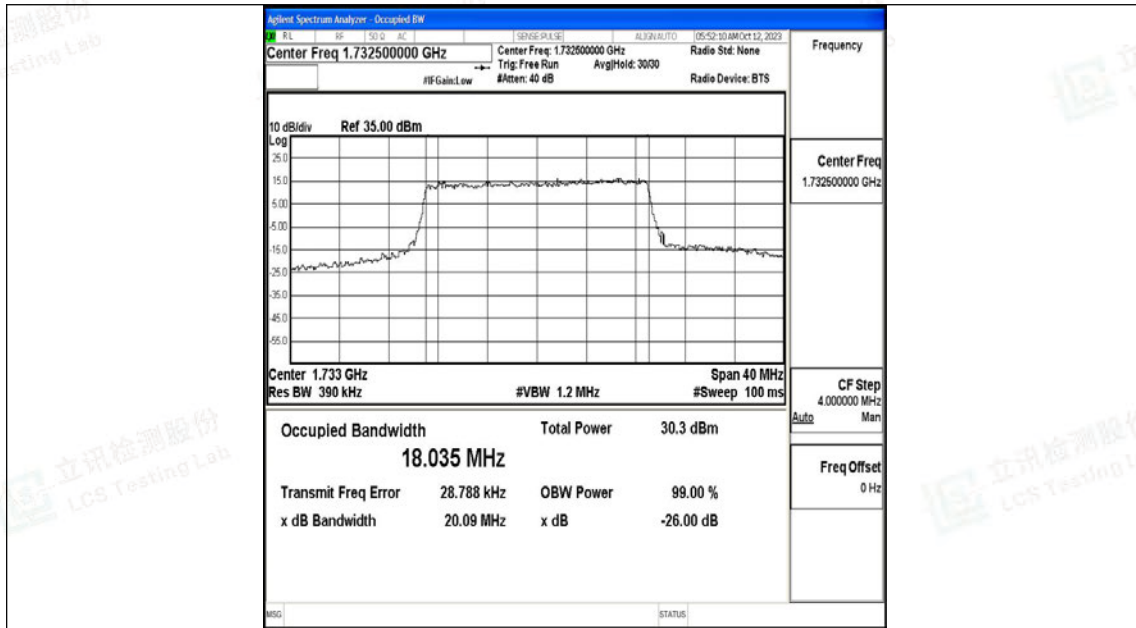 Agilent Spectrum Analyzer - Occupied BW
RL RF 50 Ω AC SENSE:PULSE ALIGNAUTO 05:52:10 AM Oct 12, 2023
Center Freq 1.732500000 GHz
Center Freq: 1.732500000 GHz
Radio Std: None
Trig: Free Run Avg|Hold: 30/30
#IFGain:Low
#Atten: 40 dB
Radio Device: BTS
Frequency
10 dB/div Ref 35.00 dBm
Log
25.0
15.0
5.00
-5.00
-15.0
-25.0
-35.0
-45.0
-55.0
Center 1.733 GHz
Span 40 MHz
Res BW 390 kHz
#VBW 1.2 MHz
#Sweep 100 ms
Center Freq
1.732500000 GHz
CF Step
4.000000 MHz
Auto Man
Freq Offset
0 Hz
Occupied Bandwidth
Total Power 30.3 dBm
18.035 MHz
Transmit Freq Error 28.788 kHz
OBW Power 99.00 %
x dB Bandwidth 20.09 MHz
x dB -26.00 dB
MSG
STATUS
立讯检测股份
LCS Testing Lab
立讯检测股份